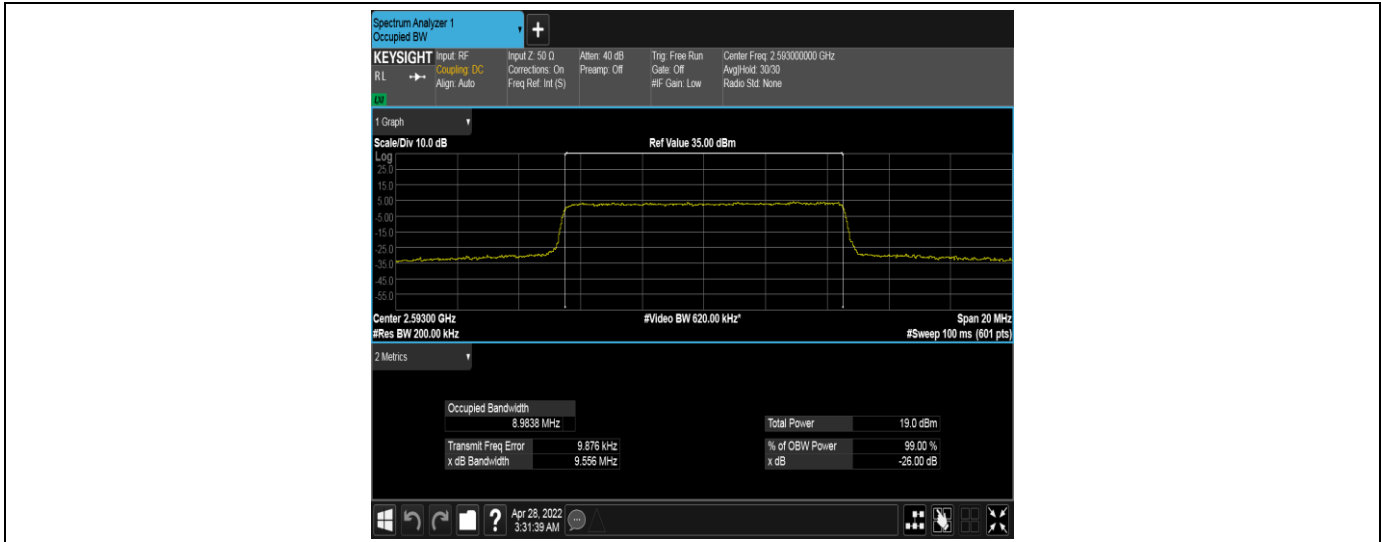 Spectrum Analyzer 1
Occupied BW
+
KEYSIGHT Input: RF Input Z: 50 Ω Atten: 40 dB Trig: Free Run Center Freq: 2.593000000 GHz
RL Coupling: DC Corrections: On Preamp: Off Gate: Off Avg|Hold: 30/30
Align: Auto Freq Ref: Int (S) #IF Gain: Low Radio Std: None
1 Graph
Scale/Div 10.0 dB Ref Value 35.00 dBm
Log
25.0
15.0
5.00
-5.00
-15.0
-25.0
-35.0
-45.0
-55.0
Center 2.59300 GHz #Video BW 620.00 kHz* Span 20 MHz
#Res BW 200.00 kHz #Sweep 100 ms (601 pts)
2 Metrics
Occupied Bandwidth
8.9838 MHz Total Power 19.0 dBm
Transmit Freq Error 9.876 kHz % of OBW Power 99.00 %
x dB Bandwidth 9.556 MHz x dB -26.00 dB
? Apr 28, 2022
3:31:39 AM